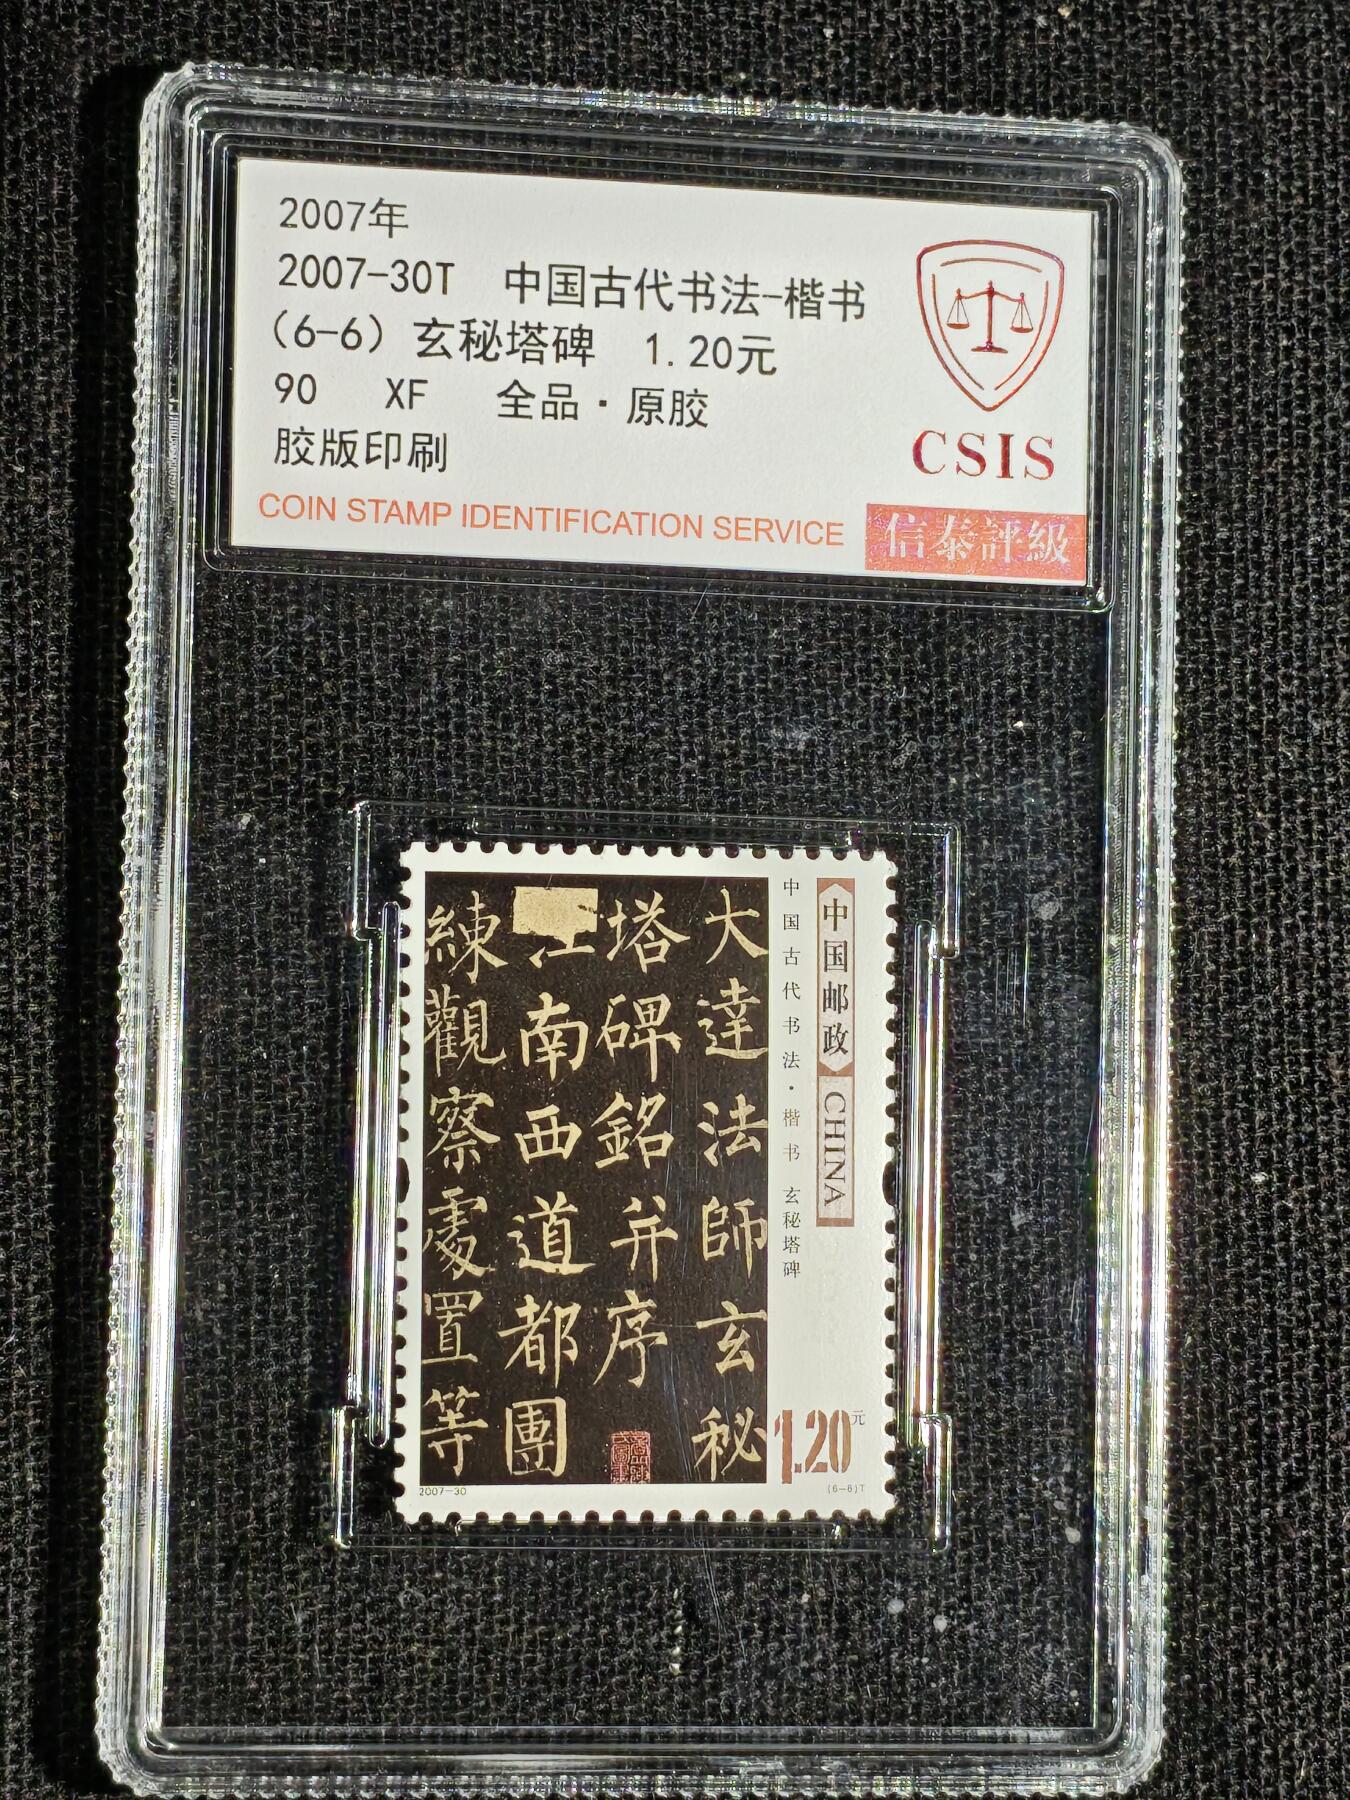 2007年
2007-30T 中国古代书法-楷书
(6-6) 玄秘塔碑 1.20元
90 XF 全品·原胶
胶版印刷
COIN STAMP IDENTIFICATION SERVICE
CSIS
信泰評級
中国邮政 CHINA
中国古代书法·楷书 玄秘塔碑
大達法師玄秘
塔碑銘并序
江南西道都團
練觀察處置等
1.20元
2007-30
(6-6)T